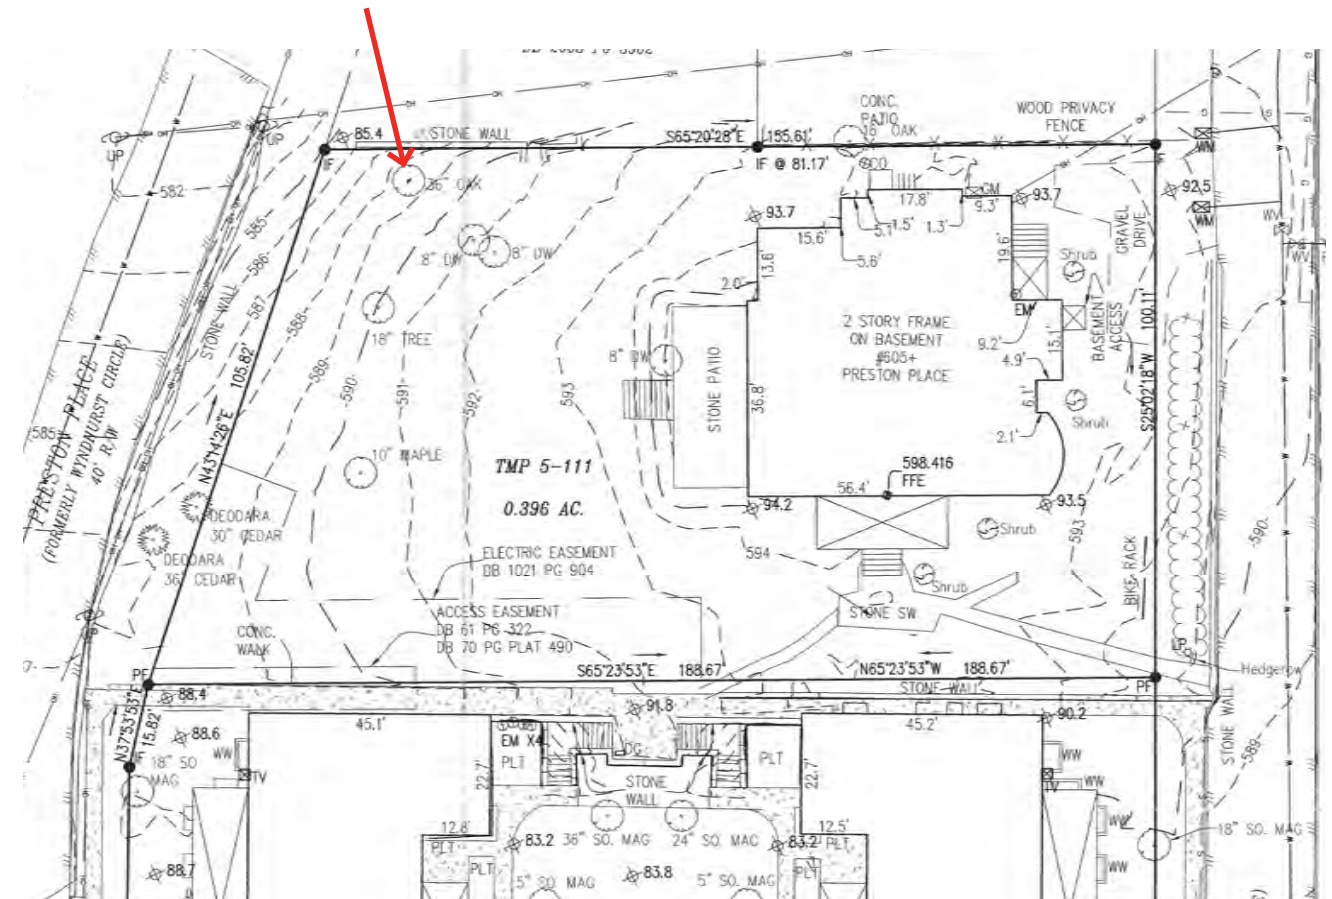 CONC.
PATIO
16" OAK
WOOD PRIVACY
FENCE
UP
UP
85.4
STONE WALL
S65°20'28"E
155.61'
IF
IF @ 81.17'
CO
WM
582
36" OAK
GM
17.8'
9.3'
93.7
92.5
WM
93.7
5.1'
1.5'
1.3'
15.6'
585
GRAVEL
DRIVE
WV
WV
8" DW
8" DW
5.6'
19.6'
Shrub
586
13.6'
2.0'
587
STONE WALL
588
EM
BASEMENT
ACCESS
100.11'
18" TREE
2 STORY FRAME
ON BASEMENT
#605+
PRESTON PLACE
9.2'
15.1'
4.9'
8" DW
589
590
591
592
593
105.82'
N43°14'26"E
STONE PATIO
36.8'
6.1'
Shrub
2.1'
S25°02'18"W
585
PRESTON PLACE
(FORMERLY WYNDHURST CIRCLE)
40' R/W
10" MAPLE
TMP 5-111
0.396 AC.
598.416
FFE
56.4'
94.2
93.5
DEODARA
30" CEDAR
DEODARA
36" CEDAR
ELECTRIC EASEMENT
DB 1021 PG 904
594
593
590
Shrub
Shrub
BIKE RACK
ACCESS EASEMENT
DB 61 PG 322
DB 70 PG PLAT 490
CONC.
WALK
STONE SW
LP
Hedgerow
PF
S65°23'53"E 188.67'
N65°23'53"W 188.67'
STONE WALL
PF
88.4
91.8
90.2
45.1'
45.2'
N37°53'53"E
15.82'
88.6
18" SO
MAG
WW
TV
EM X4
PLT
22.7'
DG
STONE
WALL
PLT
22.7'
WW
WW
TV
STONE WALL
589
12.8'
PLT
83.2
36" SO. MAG
24" SO. MAG
83.2
12.5'
PLT
WW
18" SO. MAG
88.7
PLT
5" SO. MAG
83.8
5" SO. MAG
PLT
WW